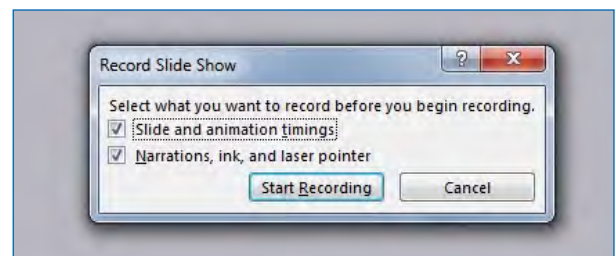 Record Slide Show
Select what you want to record before you begin recording.
Slide and animation timings
Narrations, ink, and laser pointer
Start Recording Cancel